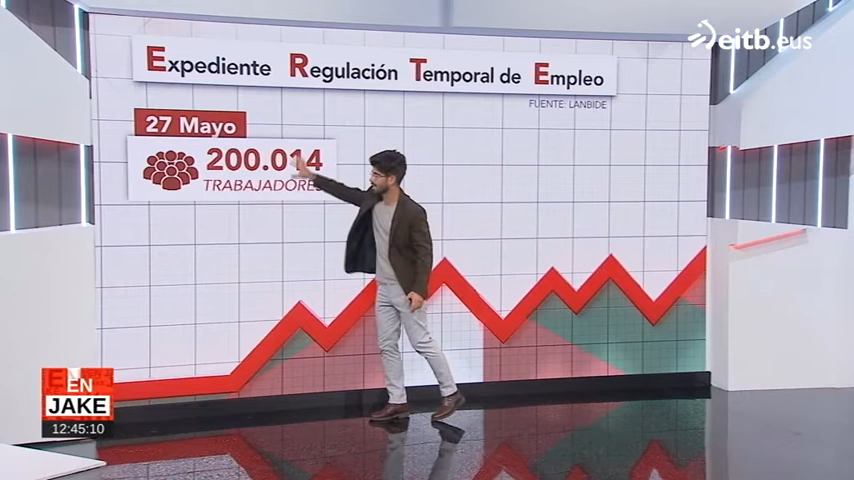 eitb.eus
Expediente Regulación Temporal de Empleo
FUENTE: LANBIDE
27 Mayo
200.014
TRABAJADORES
EN
EN
JAKE
12:45:10